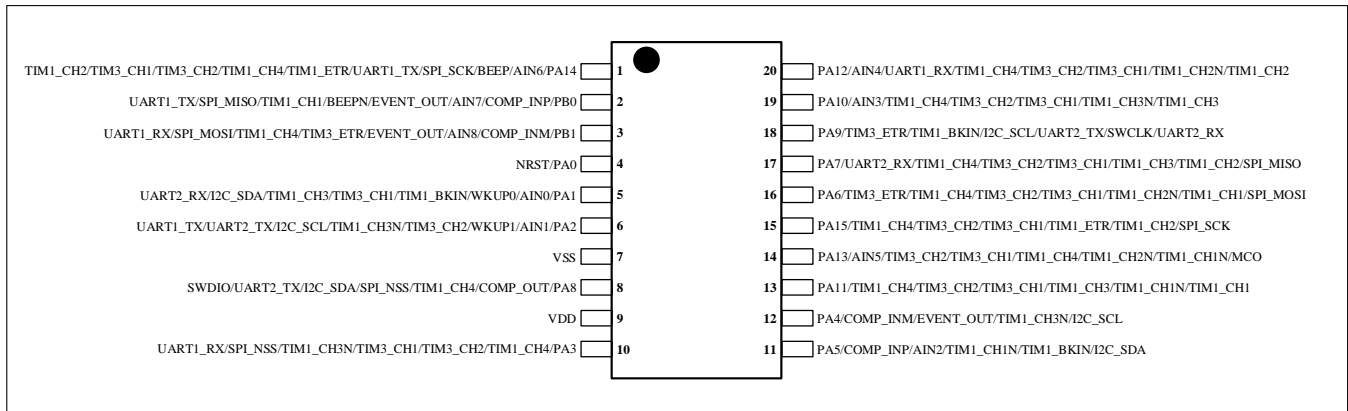 TIM1_CH2/TIM3_CH1/TIM3_CH2/TIM1_CH4/TIM1_ETR/UART1_TX/SPI_SCK/BEEP/AIN6/PA14 1 20 PA12/AIN4/UART1_RX/TIM1_CH4/TIM3_CH2/TIM3_CH1/TIM1_CH2N/TIM1_CH2
UART1_TX/SPI_MISO/TIM1_CH1/BEEPN/EVENT_OUT/AIN7/COMP_INP/PB0 2 19 PA10/AIN3/TIM1_CH4/TIM3_CH2/TIM3_CH1/TIM1_CH3N/TIM1_CH3
UART1_RX/SPI_MOSI/TIM1_CH4/TIM3_ETR/EVENT_OUT/AIN8/COMP_INM/PB1 3 18 PA9/TIM3_ETR/TIM1_BKIN/I2C_SCL/UART2_TX/SWCLK/UART2_RX
NRST/PA0 4 17 PA7/UART2_RX/TIM1_CH4/TIM3_CH2/TIM3_CH1/TIM1_CH3/TIM1_CH2/SPI_MISO
UART2_RX/I2C_SDA/TIM1_CH3/TIM3_CH1/TIM1_BKIN/WKUP0/AIN0/PA1 5 16 PA6/TIM3_ETR/TIM1_CH4/TIM3_CH2/TIM3_CH1/TIM1_CH2N/TIM1_CH1/SPI_MOSI
UART1_TX/UART2_TX/I2C_SCL/TIM1_CH3N/TIM3_CH2/WKUP1/AIN1/PA2 6 15 PA15/TIM1_CH4/TIM3_CH2/TIM3_CH1/TIM1_ETR/TIM1_CH2/SPI_SCK
VSS 7 14 PA13/AIN5/TIM3_CH2/TIM3_CH1/TIM1_CH4/TIM1_CH2N/TIM1_CH1N/MCO
SWDIO/UART2_TX/I2C_SDA/SPI_NSS/TIM1_CH4/COMP_OUT/PA8 8 13 PA11/TIM1_CH4/TIM3_CH2/TIM3_CH1/TIM1_CH3/TIM1_CH1N/TIM1_CH1
VDD 9 12 PA4/COMP_INM/EVENT_OUT/TIM1_CH3N/I2C_SCL
UART1_RX/SPI_NSS/TIM1_CH3N/TIM3_CH1/TIM3_CH2/TIM1_CH4/PA3 10 11 PA5/COMP_INP/AIN2/TIM1_CH1N/TIM1_BKIN/I2C_SDA